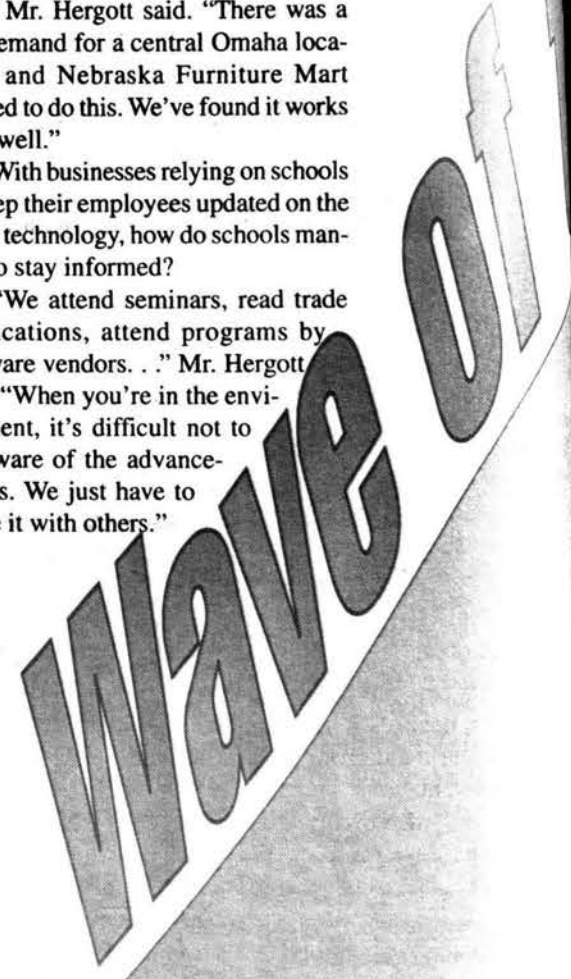 Mr. Hergott said. “There was a
emand for a central Omaha loca-
and Nebraska Furniture Mart
ed to do this. We’ve found it works
well.”
With businesses relying on schools
ep their employees updated on the
technology, how do schools man-
o stay informed?
“We attend seminars, read trade
ications, attend programs by
vare vendors. . .” Mr. Hergott
“When you’re in the envi-
ent, it’s difficult not to
ware of the advance-
s. We just have to
e it with others.”
Wave of